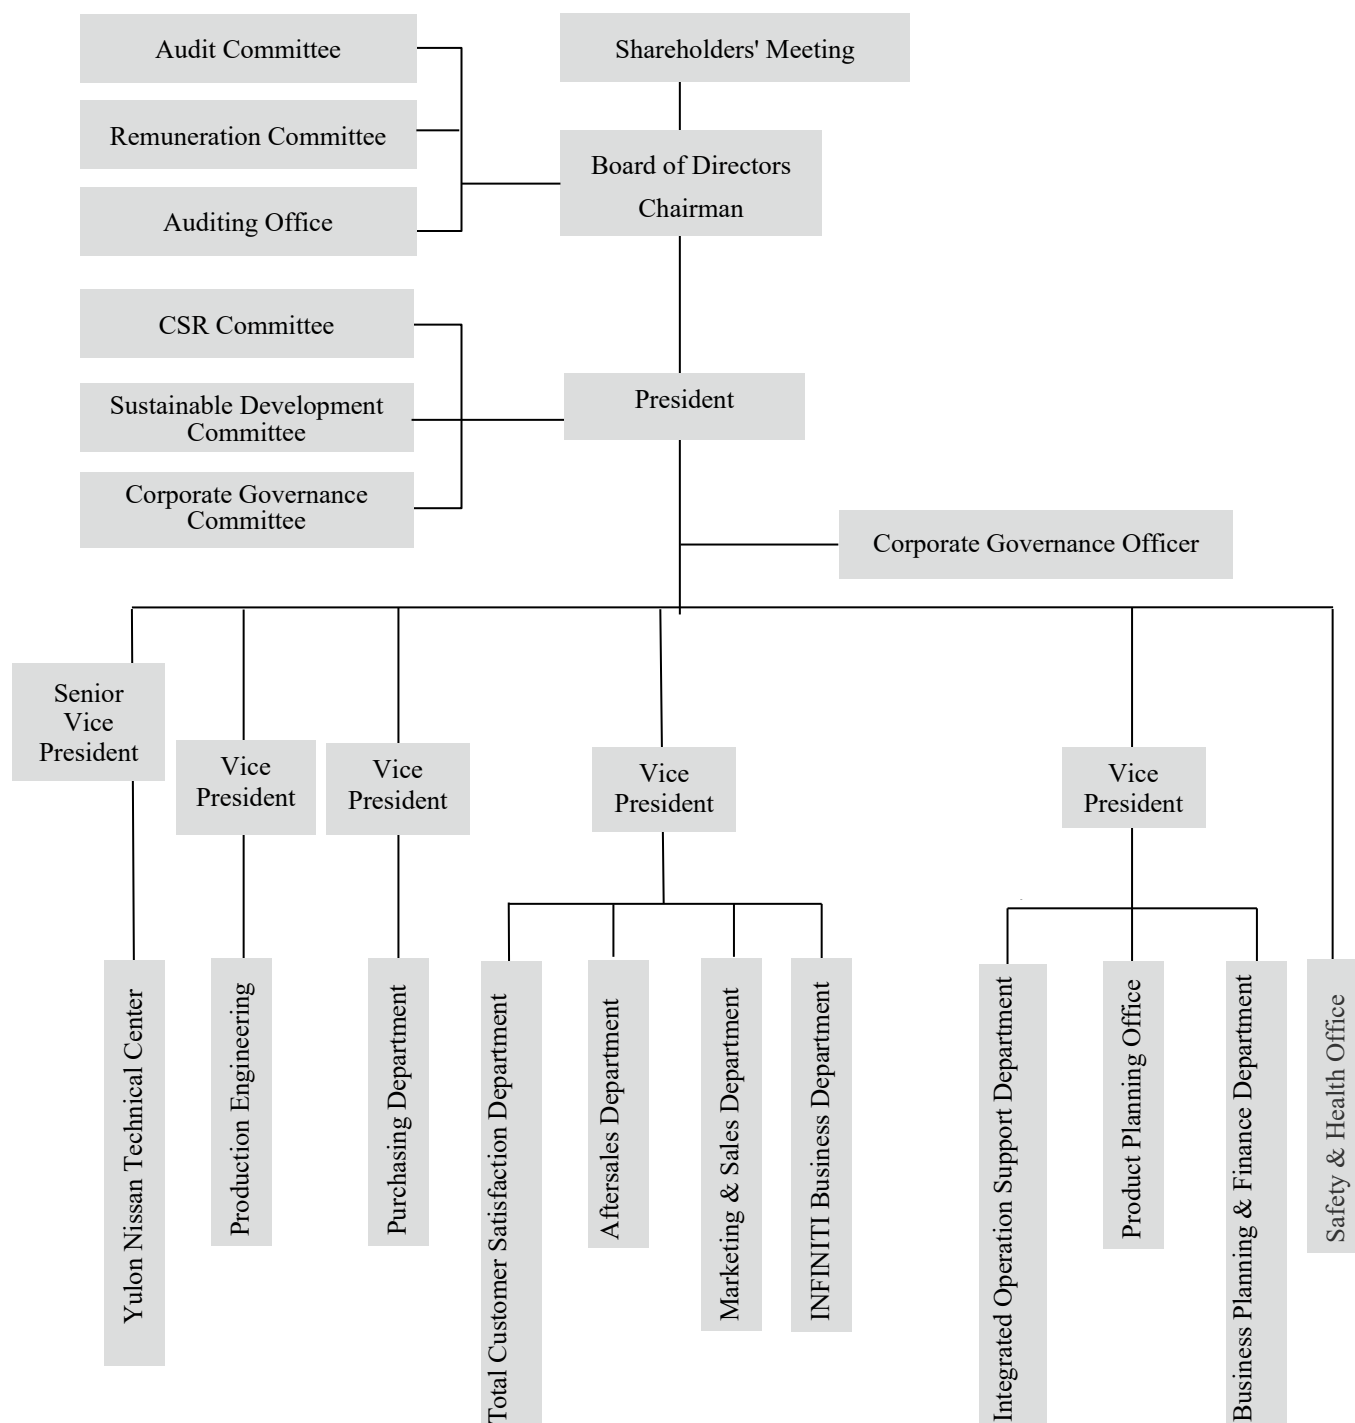 Audit Committee
Shareholders' Meeting
Remuneration Committee
Board of Directors
Chairman
Auditing Office
CSR Committee
President
Sustainable Development
Committee
Corporate Governance
Committee
Corporate Governance Officer
Senior
Vice
President
Vice
President
Vice
President
Vice
President
Vice
President
Yulon Nissan Technical Center
Production Engineering
Purchasing Department
Total Customer Satisfaction Department
Aftersales Department
Marketing & Sales Department
INFINITI Business Department
Integrated Operation Support Department
Product Planning Office
Business Planning & Finance Department
Safety & Health Office